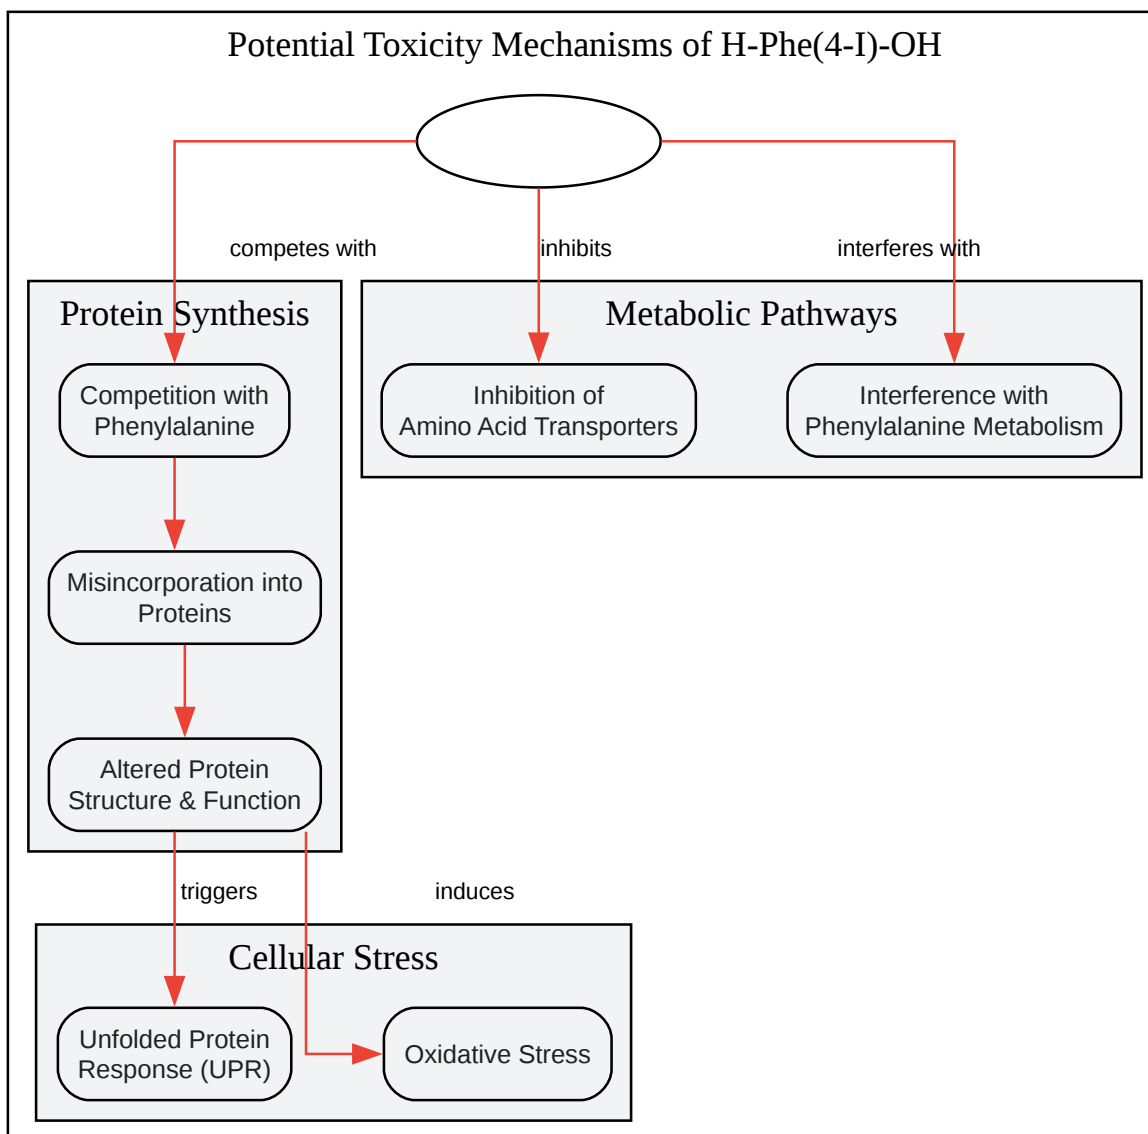 Potential Toxicity Mechanisms of H-Phe(4-I)-OH
competes with
inhibits
interferes with
Protein Synthesis
Metabolic Pathways
Competition with
Phenylalanine
Inhibition of
Amino Acid Transporters
Interference with
Phenylalanine Metabolism
Misincorporation into
Proteins
Altered Protein
Structure & Function
triggers
induces
Cellular Stress
Unfolded Protein
Response (UPR)
Oxidative Stress